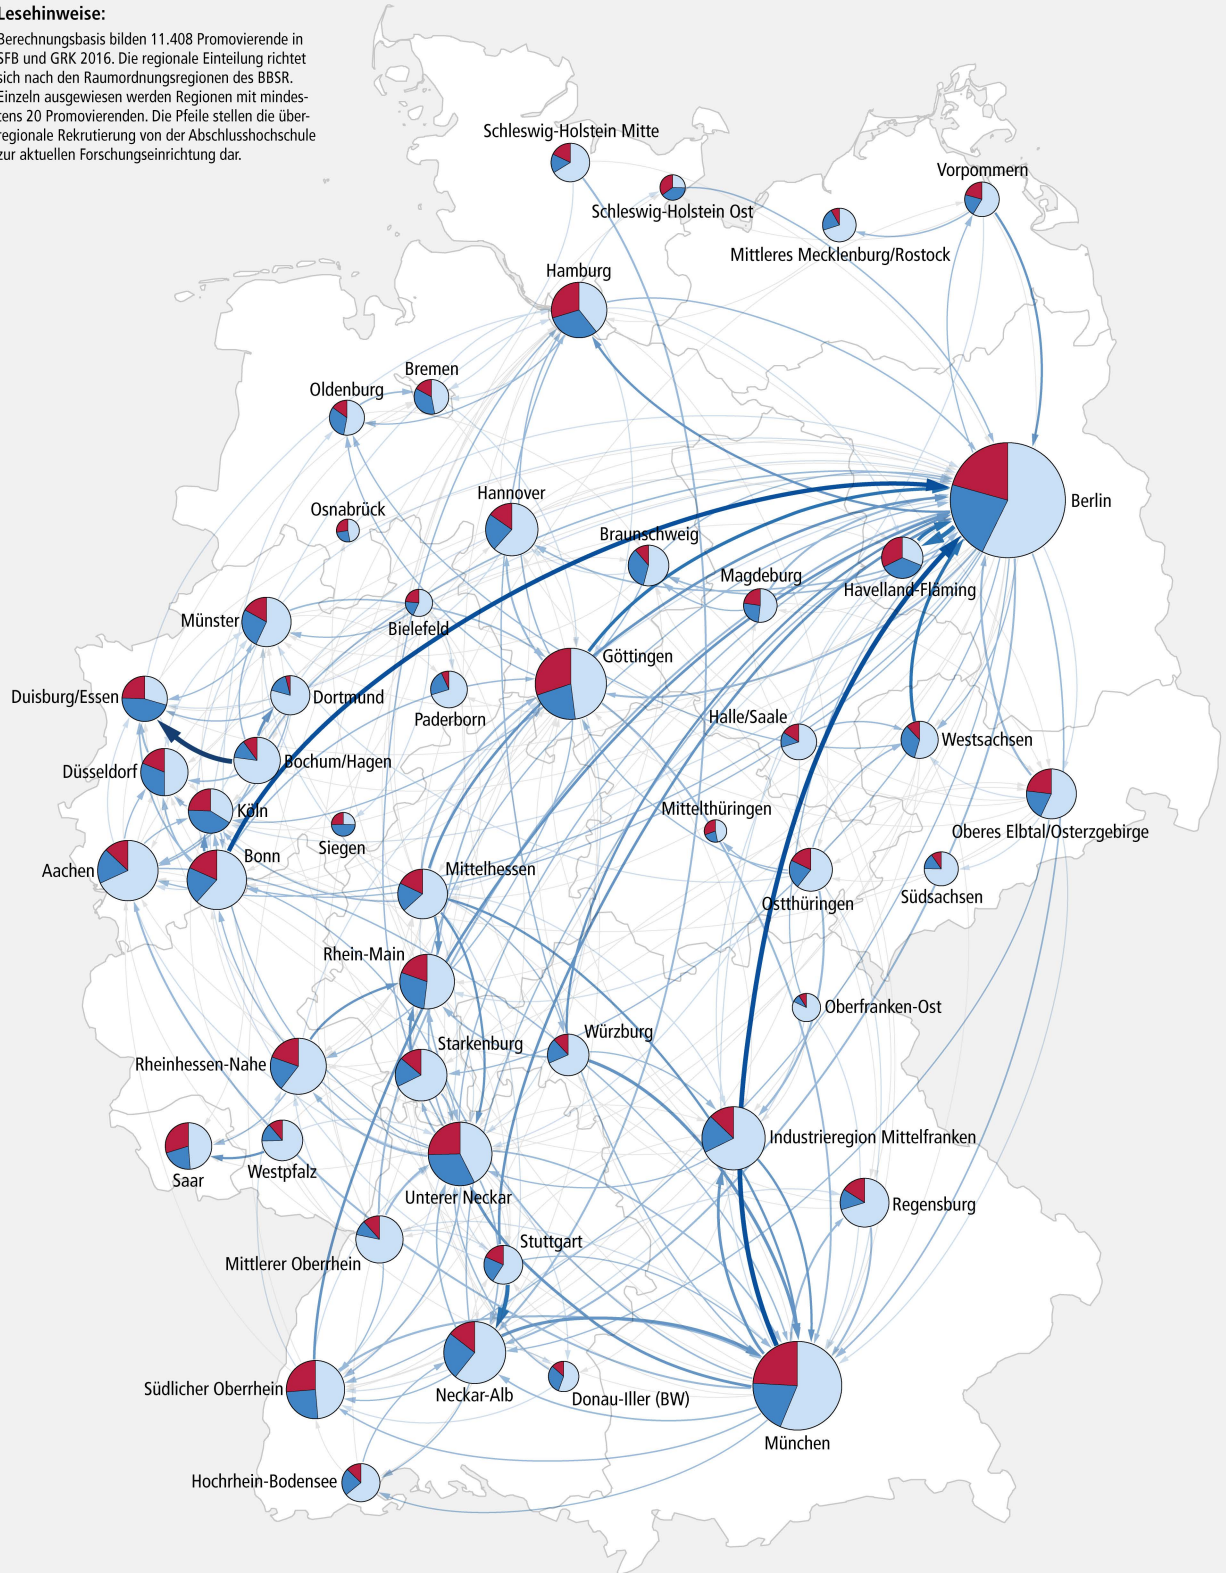 Lesehinweise:
Berechnungsbasis bilden 11.408 Promovierende in
SFB und GRK 2016. Die regionale Einteilung richtet
sich nach den Raumordnungsregionen des BBSR.
Einzeln ausgewiesen werden Regionen mit mindes-
tens 20 Promovierenden. Die Pfeile stellen die über-
regionale Rekrutierung von der Abschlusshochschule
zur aktuellen Forschungseinrichtung dar.
Schleswig-Holstein Mitte
Vorpommern
Schleswig-Holstein Ost
Mittleres Mecklenburg/Rostock
Hamburg
Bremen
Oldenburg
Hannover
Berlin
Osnabrück
Braunschweig
Magdeburg
Havelland-Fläming
Münster
Bielefeld
Göttingen
Duisburg/Essen
Dortmund
Paderborn
Halle/Saale
Westsachsen
Bochum/Hagen
Düsseldorf
Köln
Mittelthüringen
Oberes Elbtal/Osterzgebirge
Siegen
Bonn
Aachen
Mittelhessen
Ostthüringen
Südsachsen
Rhein-Main
Oberfranken-Ost
Würzburg
Starkenburg
Rheinhessen-Nahe
Industrieregion Mittelfranken
Saar
Westpfalz
Unterer Neckar
Regensburg
Stuttgart
Mittlerer Oberrhein
Südlicher Oberrhein
Neckar-Alb
Donau-Iller (BW)
München
Hochrhein-Bodensee